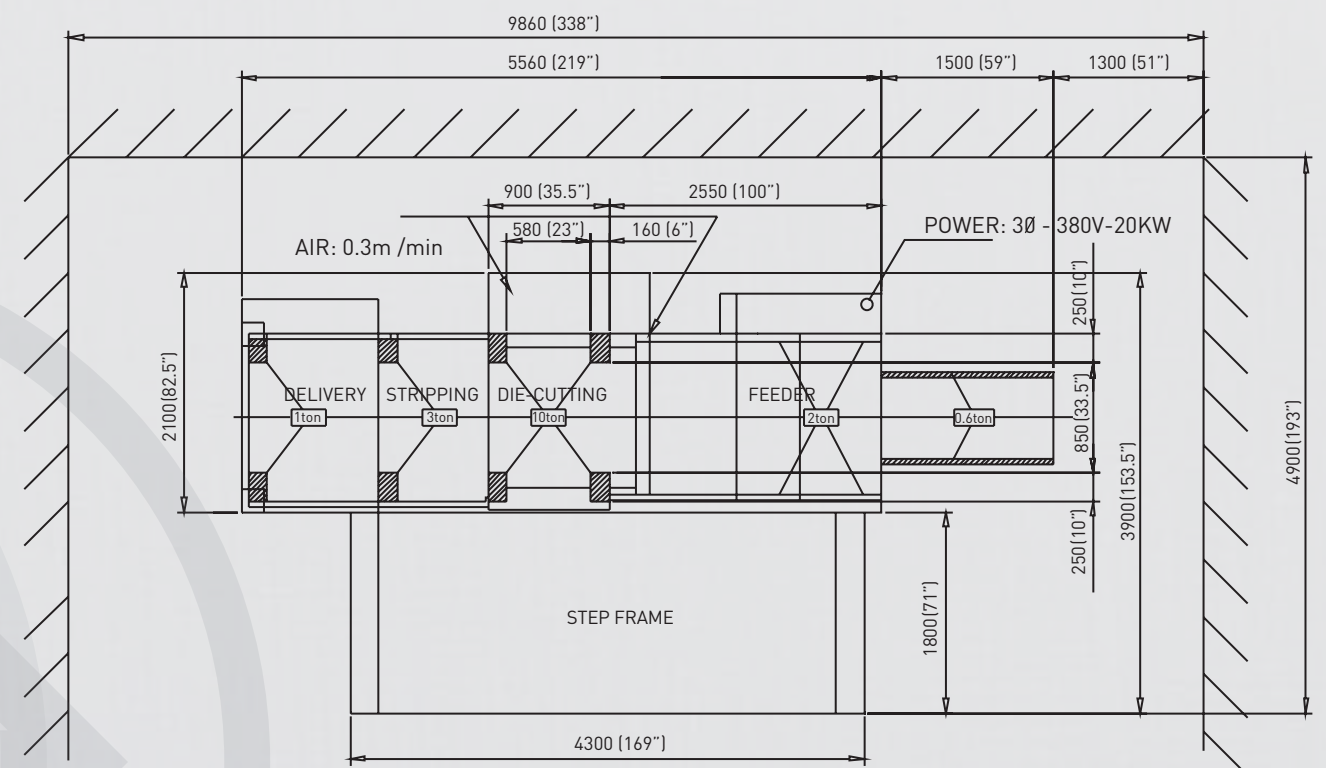 9860 (338")
5560 (219")
1500 (59")
1300 (51")
900 (35.5")
2550 (100")
580 (23")
160 (6")
AIR: 0.3m /min
POWER: 3Ø - 380V-20KW
250(10")
2100(82.5")
DELIVERY
STRIPPING
DIE-CUTTING
FEEDER
1ton
3ton
10ton
2ton
0.6ton
850(33.5")
4900(193")
3900(153.5")
250(10")
1800(71")
STEP FRAME
4300 (169")